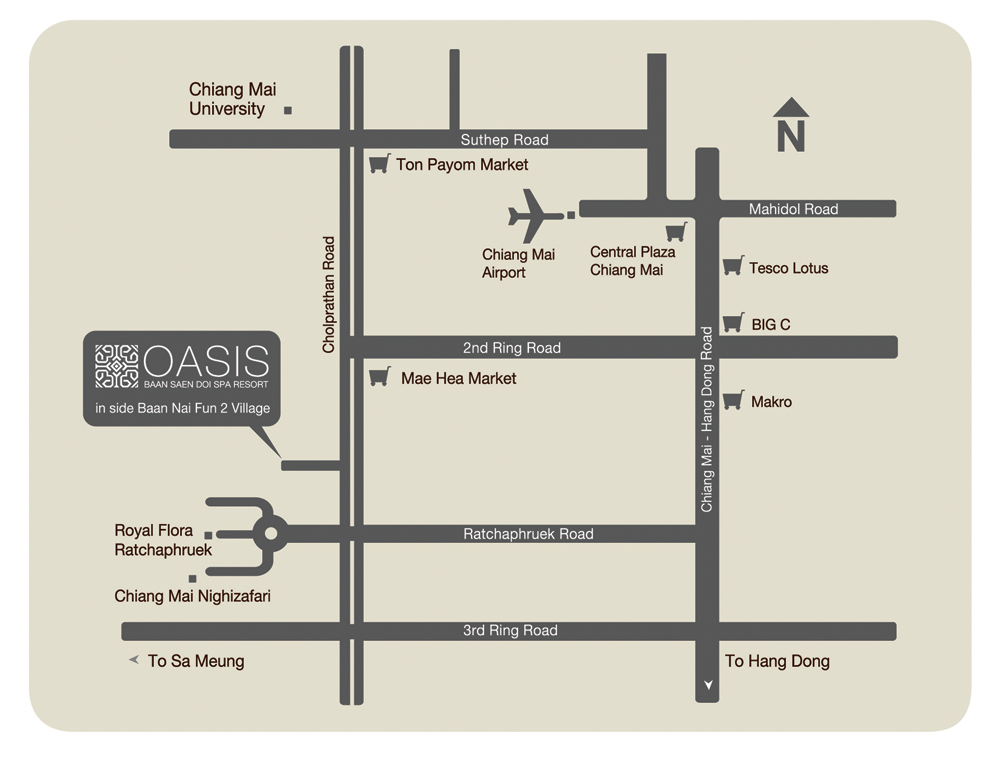 Chiang Mai
University
N
Suthep Road
Ton Payom Market
Mahidol Road
Chiang Mai
Airport
Central Plaza
Chiang Mai
Tesco Lotus
Cholprathan Road
BIG C
2nd Ring Road
OASIS
BAAN SAEN DOI SPA RESORT
in side Baan Nai Fun 2 Village
Mae Hea Market
Makro
Chiang Mai - Hang Dong Road
Royal Flora
Ratchaphruek
Ratchaphruek Road
Chiang Mai Nighizafari
3rd Ring Road
To Sa Meung
To Hang Dong